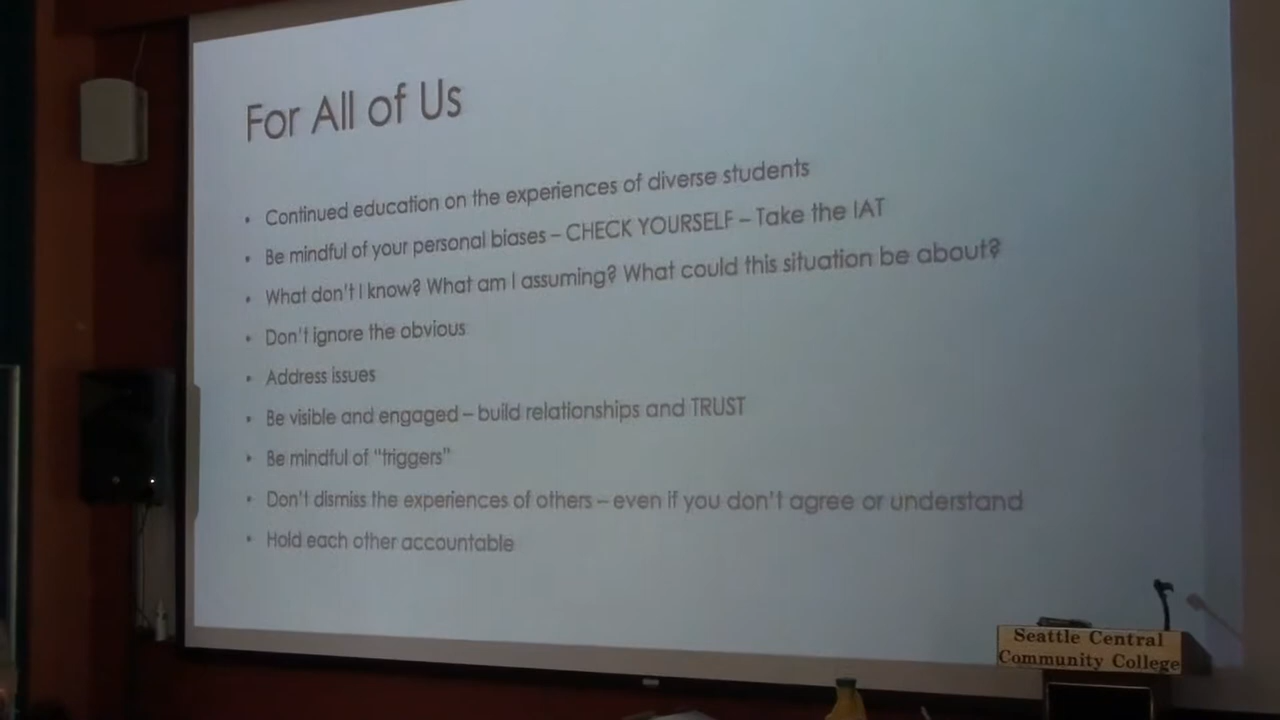 For All of Us
• Continued education on the experiences of diverse students
• Be mindful of your personal biases – CHECK YOURSELF – Take the IAT
• What don't I know? What am I assuming? What could this situation be about?
• Don't ignore the obvious
• Address issues
• Be visible and engaged – build relationships and TRUST
• Be mindful of "triggers"
• Don't dismiss the experiences of others – even if you don't agree or understand
• Hold each other accountable
Seattle Central
Community College